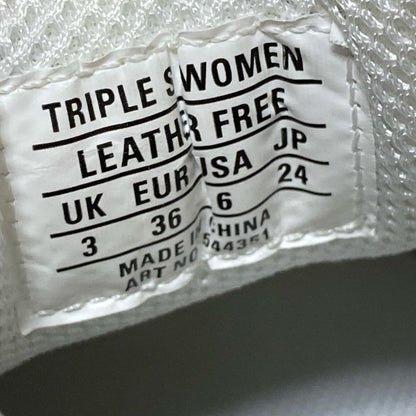 TRIPLE S WOMEN
LEATHER FREE
UK EUR USA JP
3 36 6 24
MADE IN CHINA
ART NO 544351